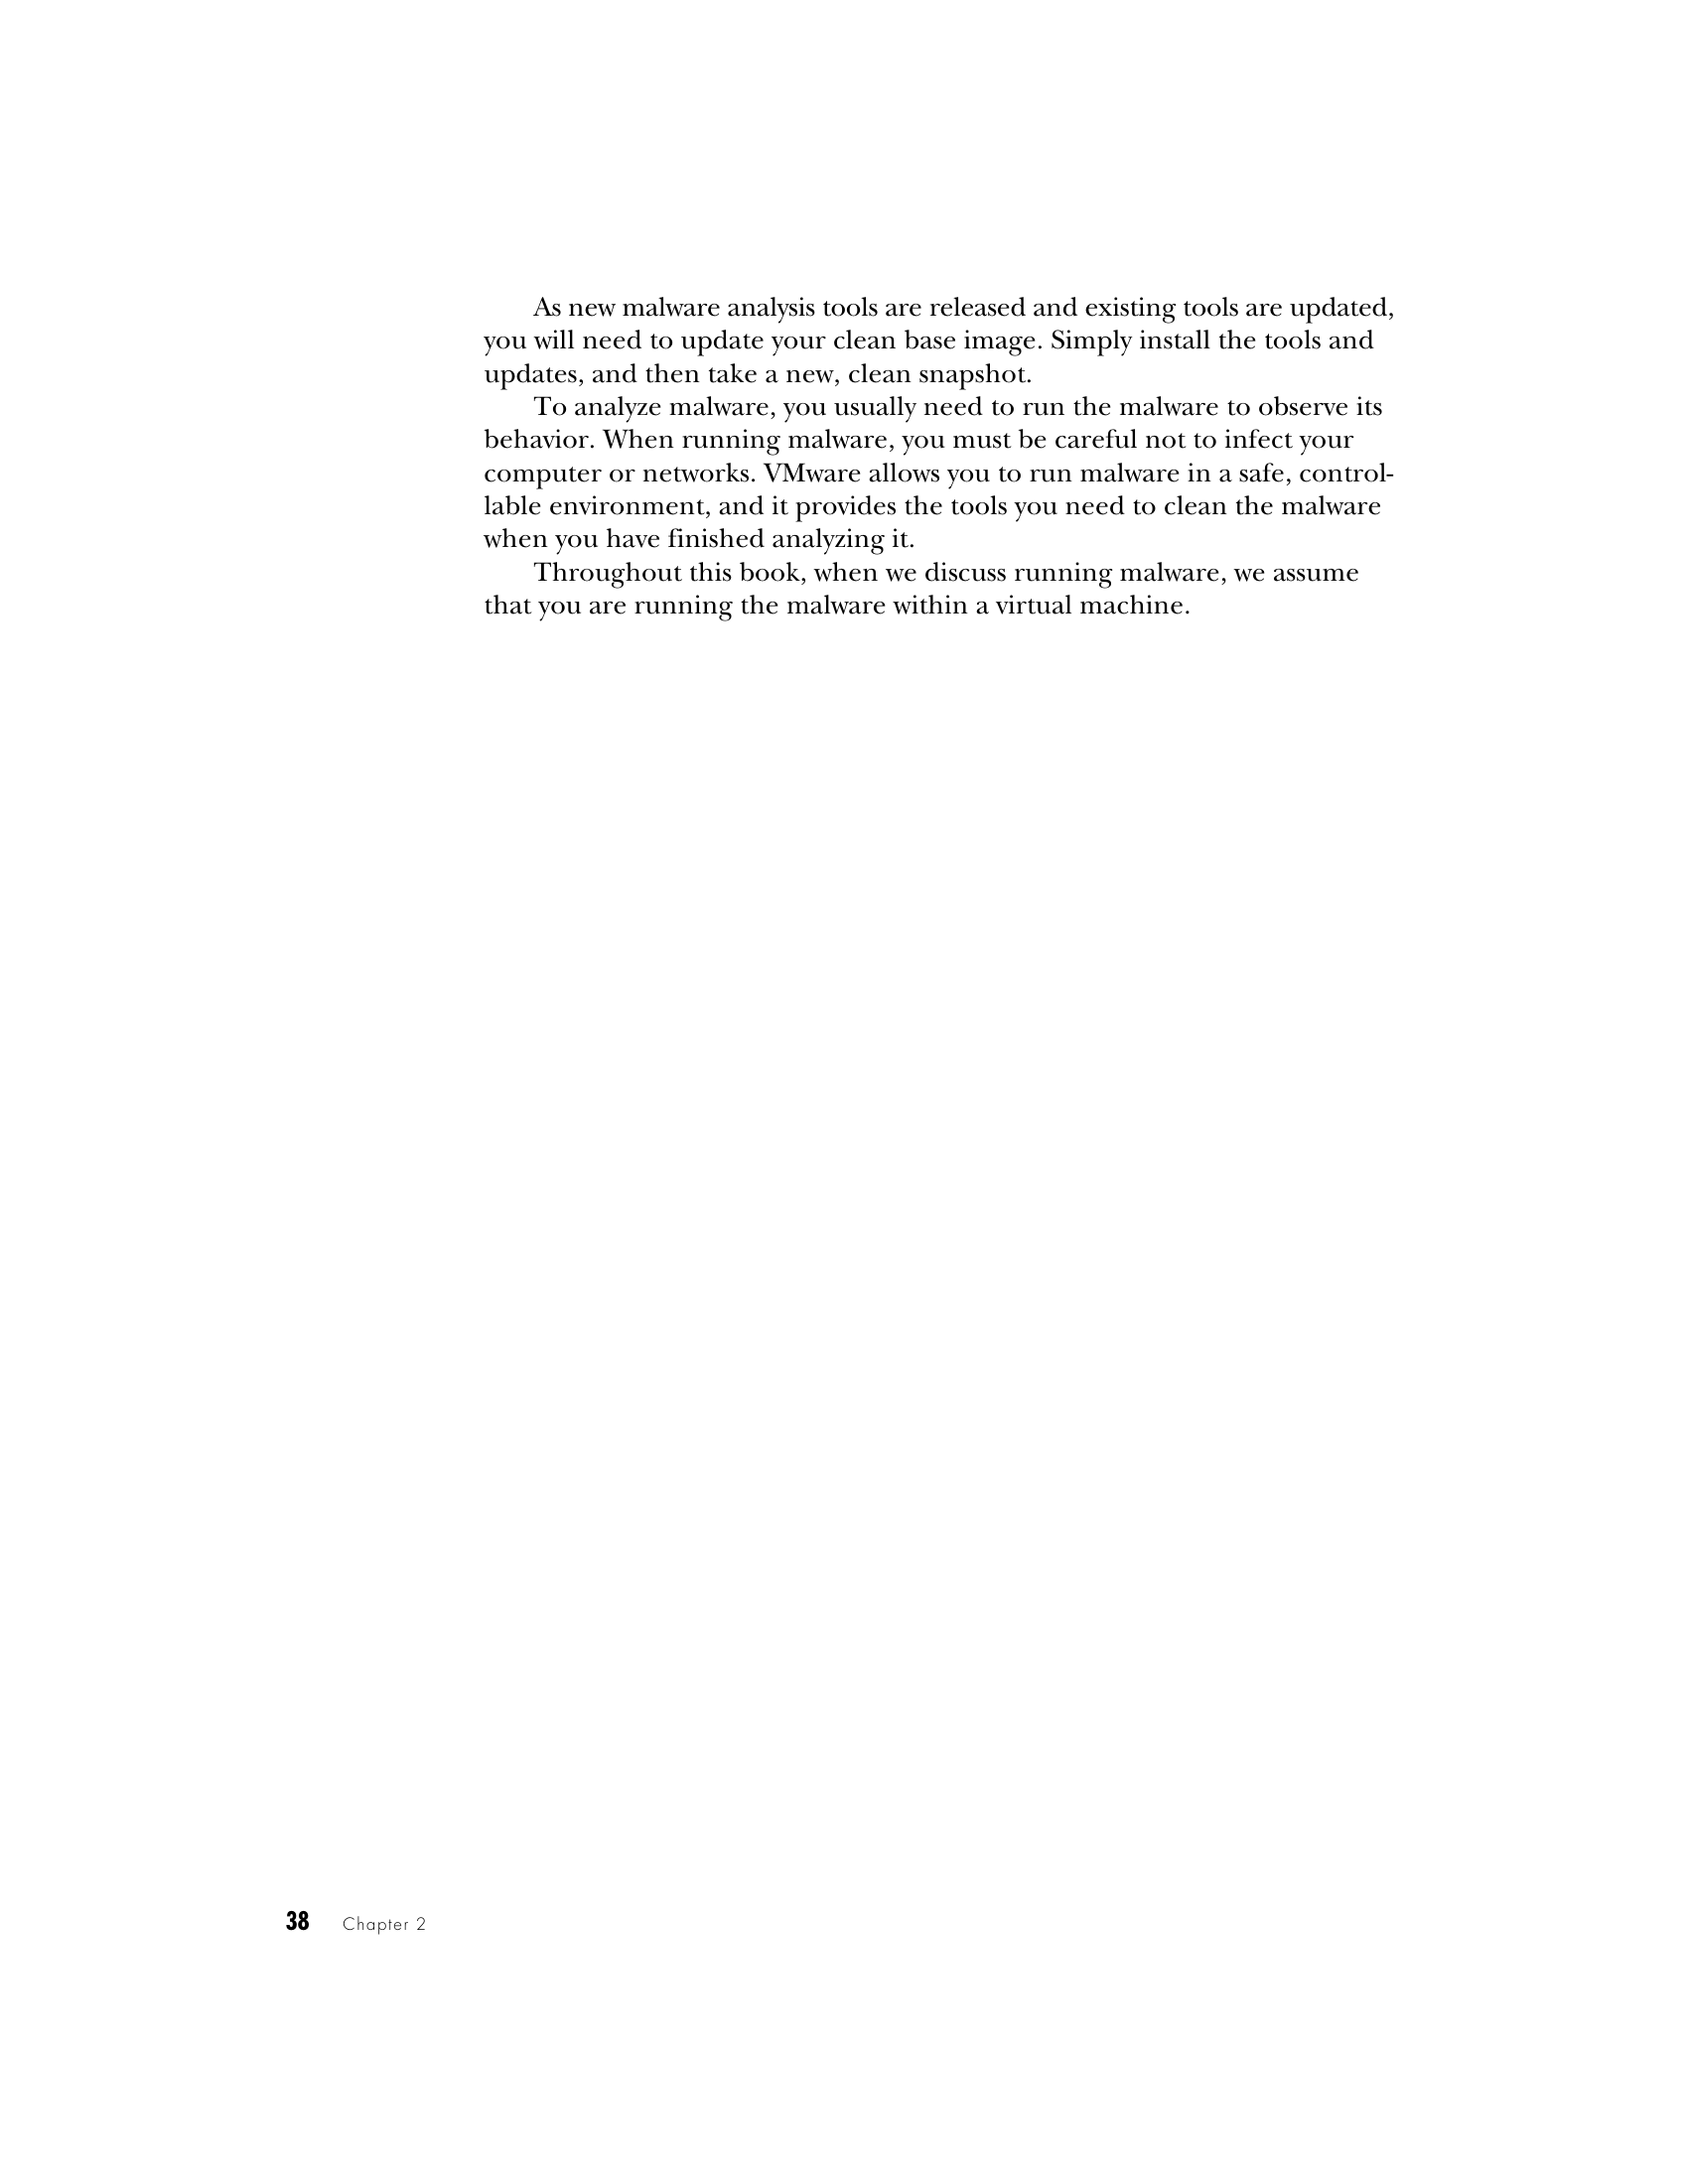 As new malware analysis tools are released and existing tools are updated,
you will need to update your clean base image. Simply install the tools and
updates, and then take a new, clean snapshot.
To analyze malware, you usually need to run the malware to observe its
behavior. When running malware, you must be careful not to infect your
computer or networks. VMware allows you to run malware in a safe, control-
lable environment, and it provides the tools you need to clean the malware
when you have finished analyzing it.
Throughout this book, when we discuss running malware, we assume
that you are running the malware within a virtual machine.
38 Chapter 2